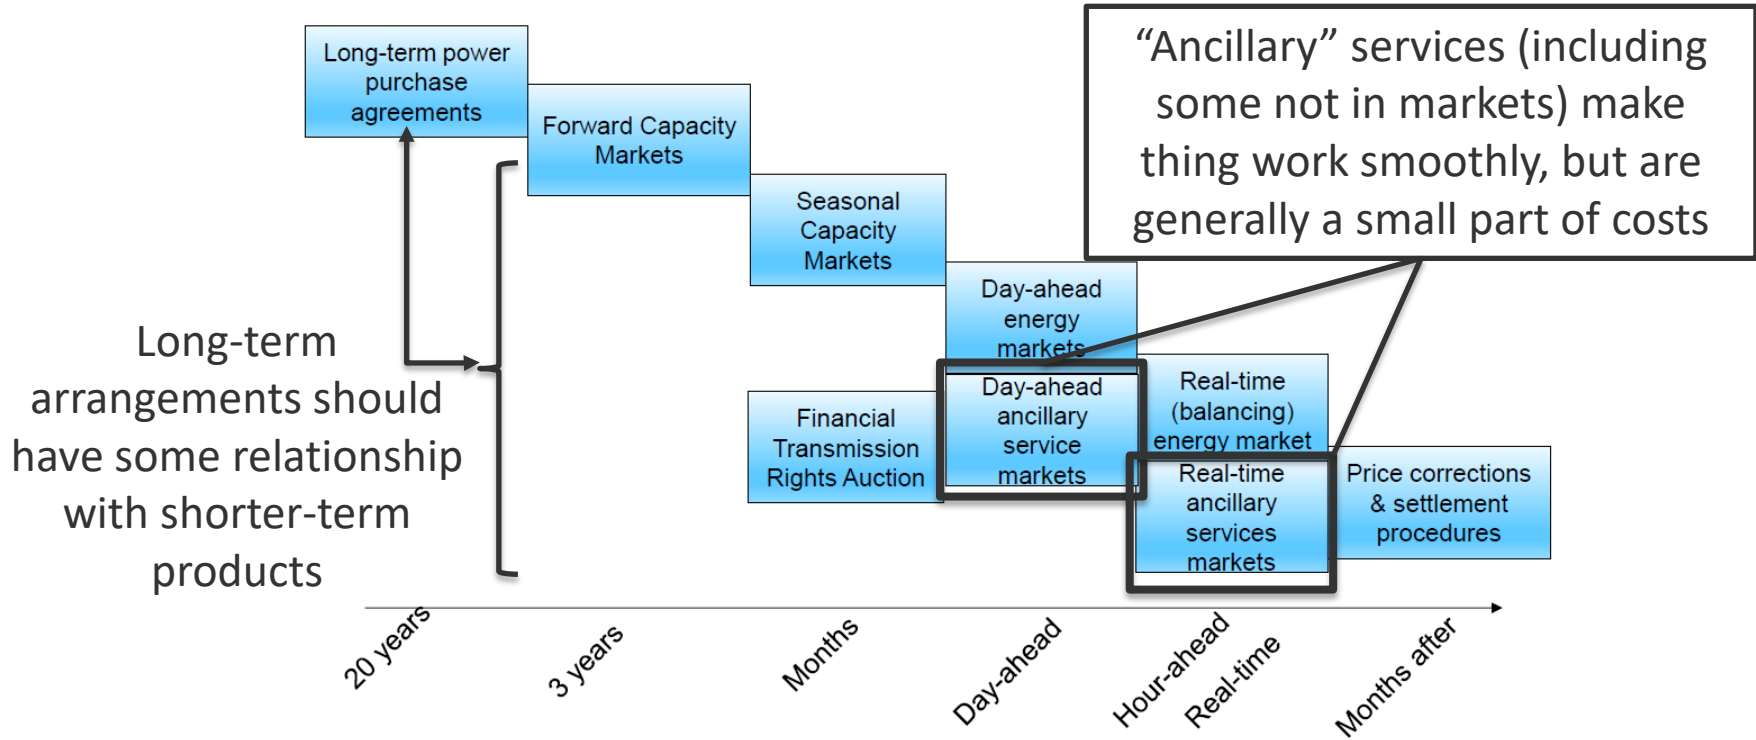 Long-term power
purchase
agreements
Forward Capacity
Markets
Seasonal
Capacity
Markets
“Ancillary” services (including
some not in markets) make
thing work smoothly, but are
generally a small part of costs
Day-ahead
energy
markets
Day-ahead
ancillary
service
markets
Financial
Transmission
Rights Auction
Real-time
(balancing)
energy market
Real-time
ancillary
services
markets
Price corrections
& settlement
procedures
Long-term
arrangements should
have some relationship
with shorter-term
products
20 years
3 years
Months
Day-ahead
Hour-ahead
Real-time
Months after